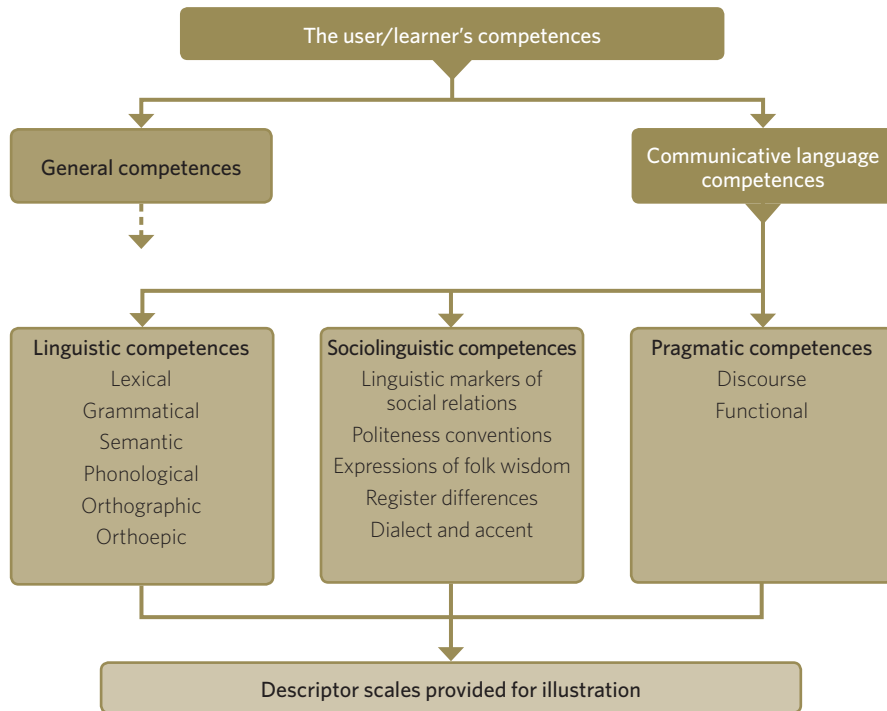 The user/learner's competences
General competences
Communicative language
competences
Linguistic competences
Lexical
Grammatical
Semantic
Phonological
Orthographic
Orthoepic
Sociolinguistic competences
Linguistic markers of
social relations
Politeness conventions
Expressions of folk wisdom
Register differences
Dialect and accent
Pragmatic competences
Discourse
Functional
Descriptor scales provided for illustration